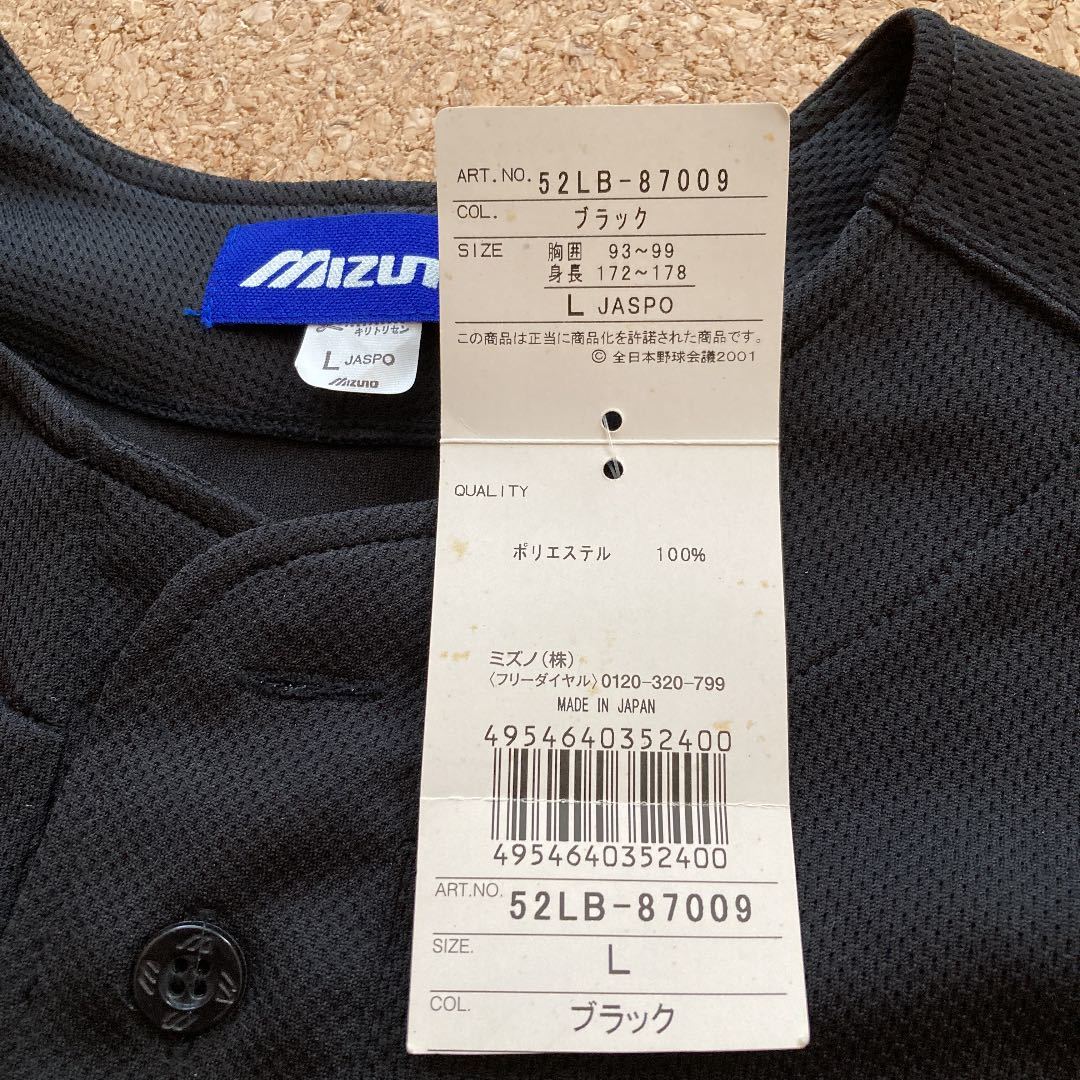 MIZUNO
キリトリセン
L JASPO
MIZUNO
ART.NO. 52LB-87009
COL. ブラック
SIZE 胸囲 93~99
身長 172~178
L JASPO
この商品は正当に商品化を許諾された商品です。
© 全日本野球会議2001
QUALITY
ポリエステル 100%
ミズノ(株)
〈フリーダイヤル〉0120-320-799
MADE IN JAPAN
4954640352400
4954640352400
ART.NO. 52LB-87009
SIZE. L
COL. ブラック